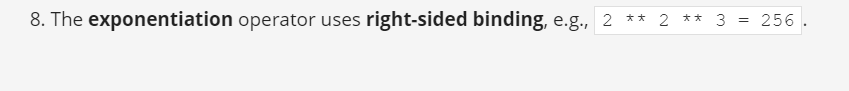 8. The exponentiation operator uses right-sided binding, e.g., 2 ** 2 ** 3 = 256 .